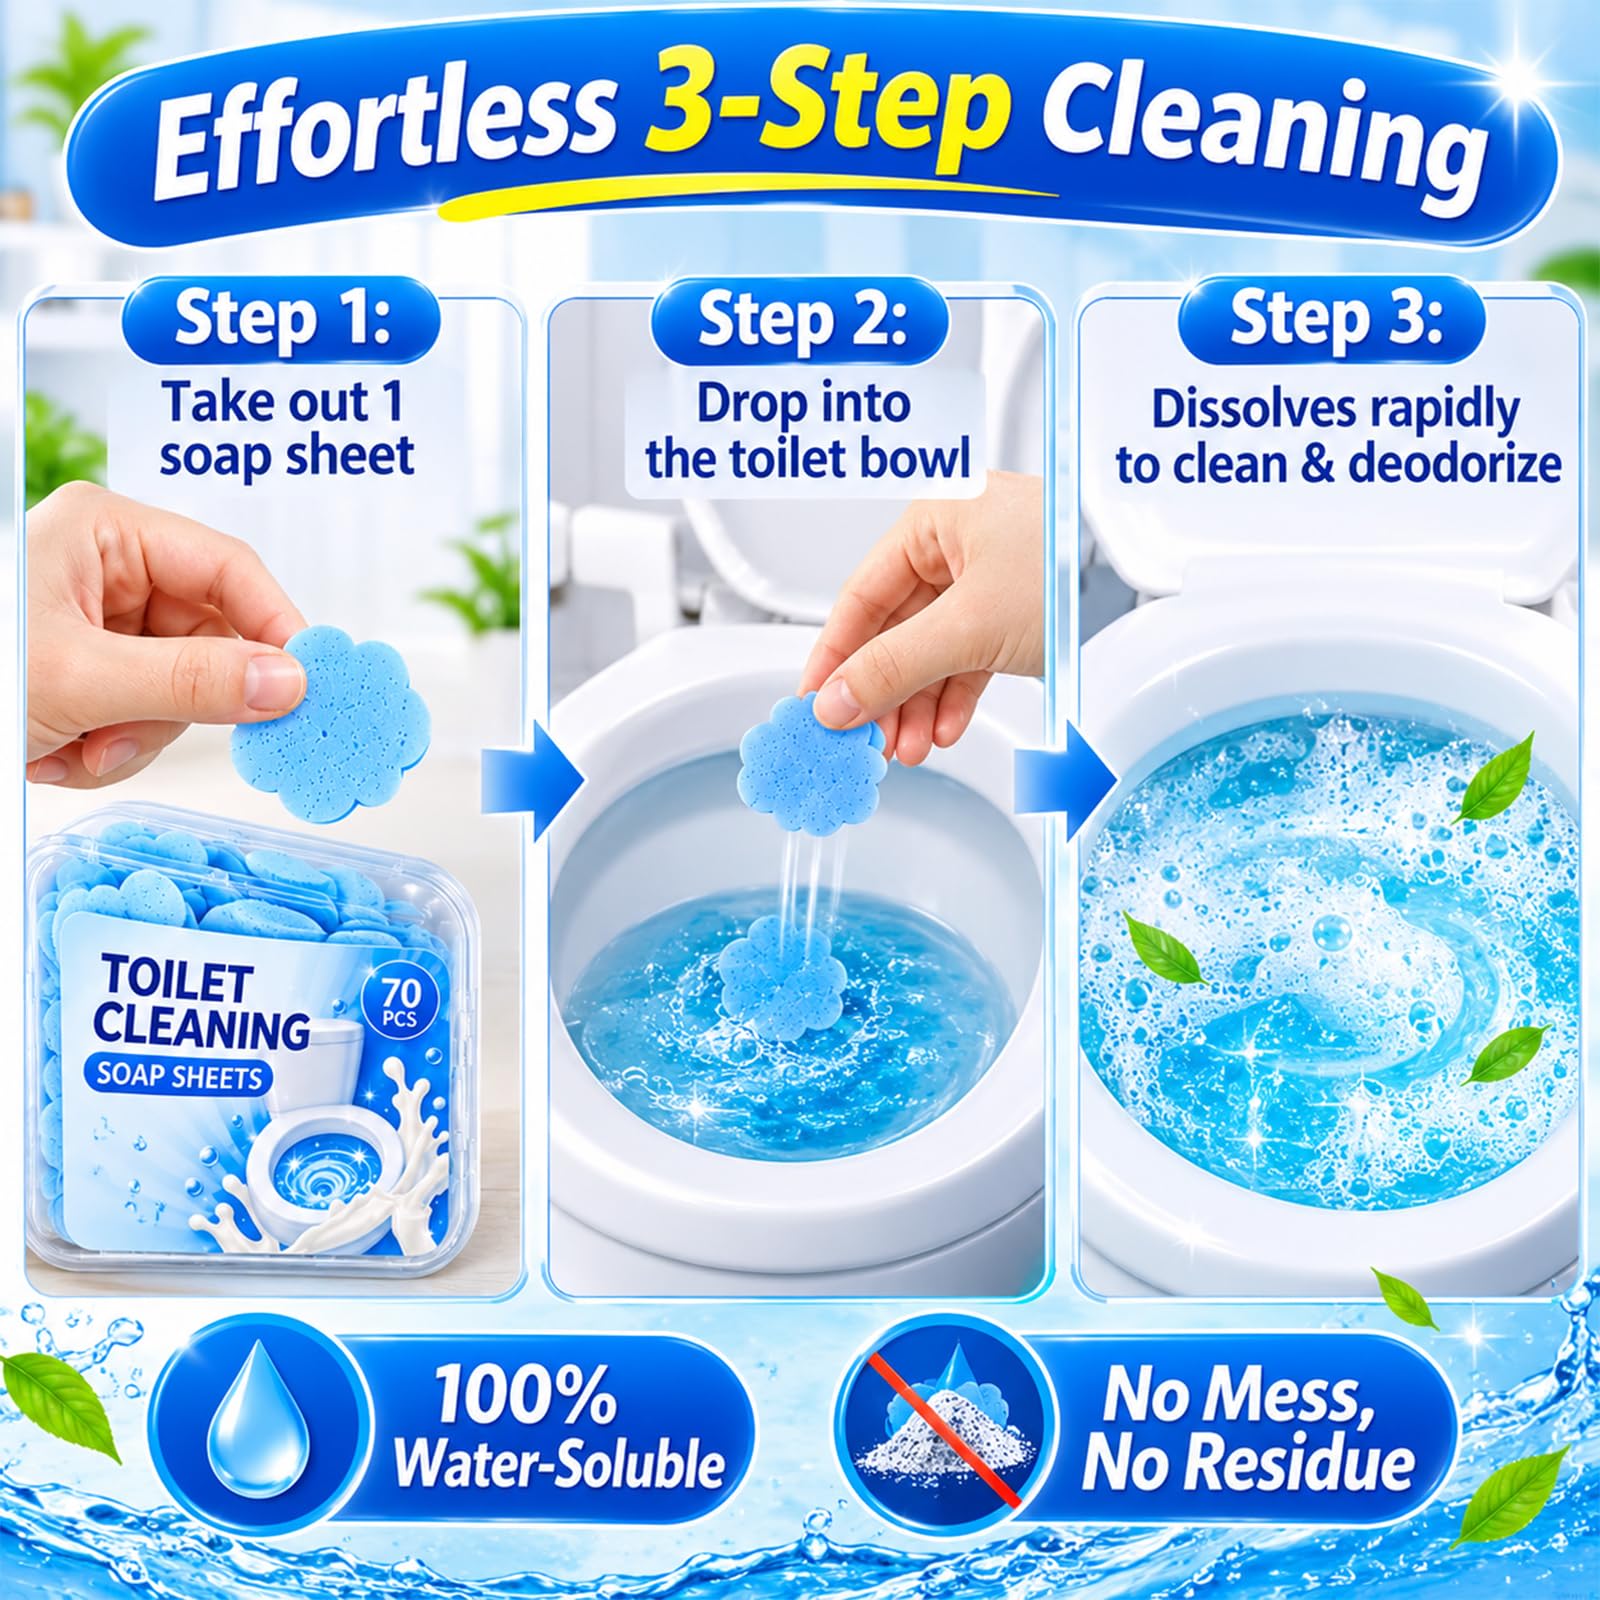 Effortless 3-Step Cleaning
Step 1:
Take out 1
soap sheet
Step 2:
Drop into
the toilet bowl
Step 3:
Dissolves rapidly
to clean & deodorize
TOILET
CLEANING
SOAP SHEETS
70
PCS
100%
Water-Soluble
No Mess,
No Residue